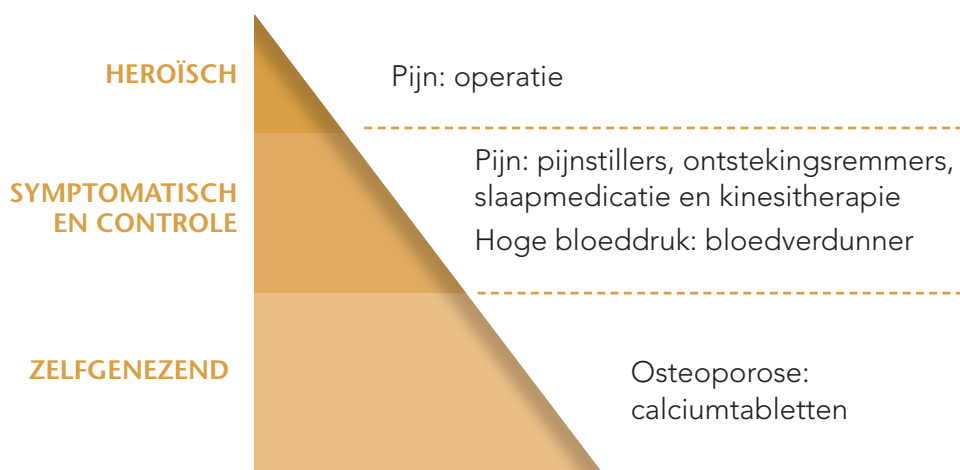 HEROÏSCH
Pijn: operatie
SYMPTOMATISCH
EN CONTROLE
Pijn: pijnstillers, ontstekingsremmers,
slaapmedicatie en kinesitherapie
Hoge bloeddruk: bloedverdunner
ZELFGENEZEND
Osteoporose:
calciumtabletten